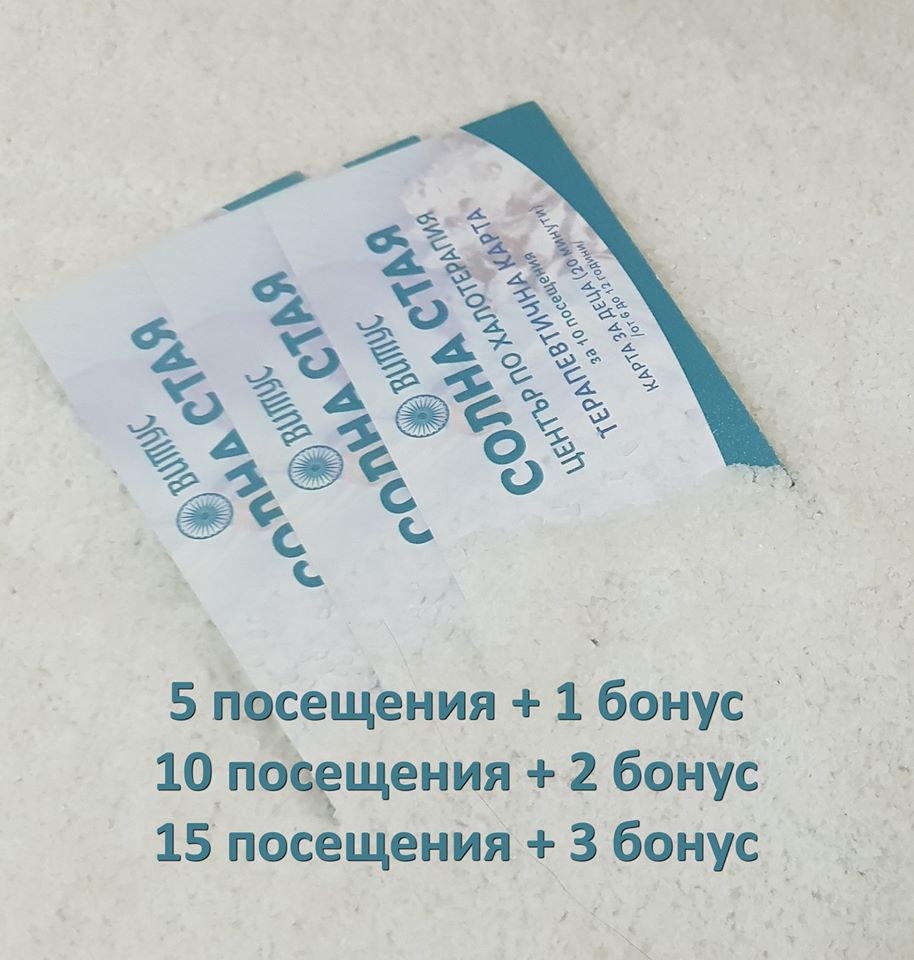 Витус
СОЛНА СТАЯ
Витус
СОЛНА СТАЯ
Витус
СОЛНА СТАЯ
ЦЕНТЪР ПО ХАЛОТЕРАПИЯ
ТЕРАПЕВТИЧНА КАРТА
за 10 посещения
КАРТА ЗА ДЕЦА (20 МИНУТИ)
/ОТ 6 ДО 12 ГОДИНИ/
5 посещения + 1 бонус
10 посещения + 2 бонус
15 посещения + 3 бонус